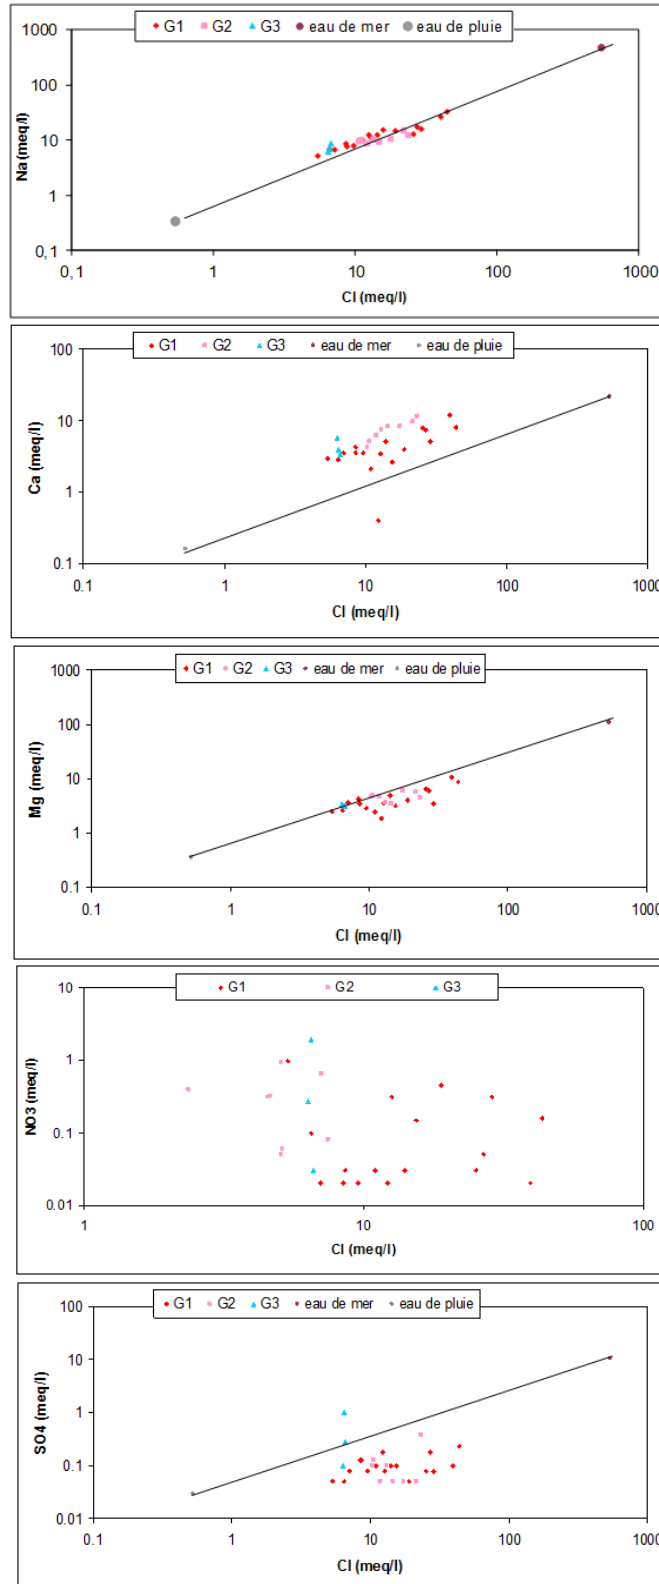 G1 G2 G3 eau de mer eau de pluie
1000
100
10
1
0,1
Na (meq/l)
0,1 1 10 100 1000
Cl (meq/l)
G1 G2 G3 eau de mer eau de pluie
100
10
1
0.1
Ca (meq/l)
0.1 1 10 100 1000
Cl (meq/l)
G1 G2 G3 eau de mer eau de pluie
1000
100
10
1
0.1
Mg (meq/l)
0.1 1 10 100 1000
Cl (meq/l)
G1 G2 G3
10
1
0.1
0.01
NO3 (meq/l)
1 10 100
Cl (meq/l)
G1 G2 G3 eau de mer eau de pluie
100
10
1
0.1
0.01
SO4 (meq/l)
0.1 1 10 100 1000
Cl (meq/l)